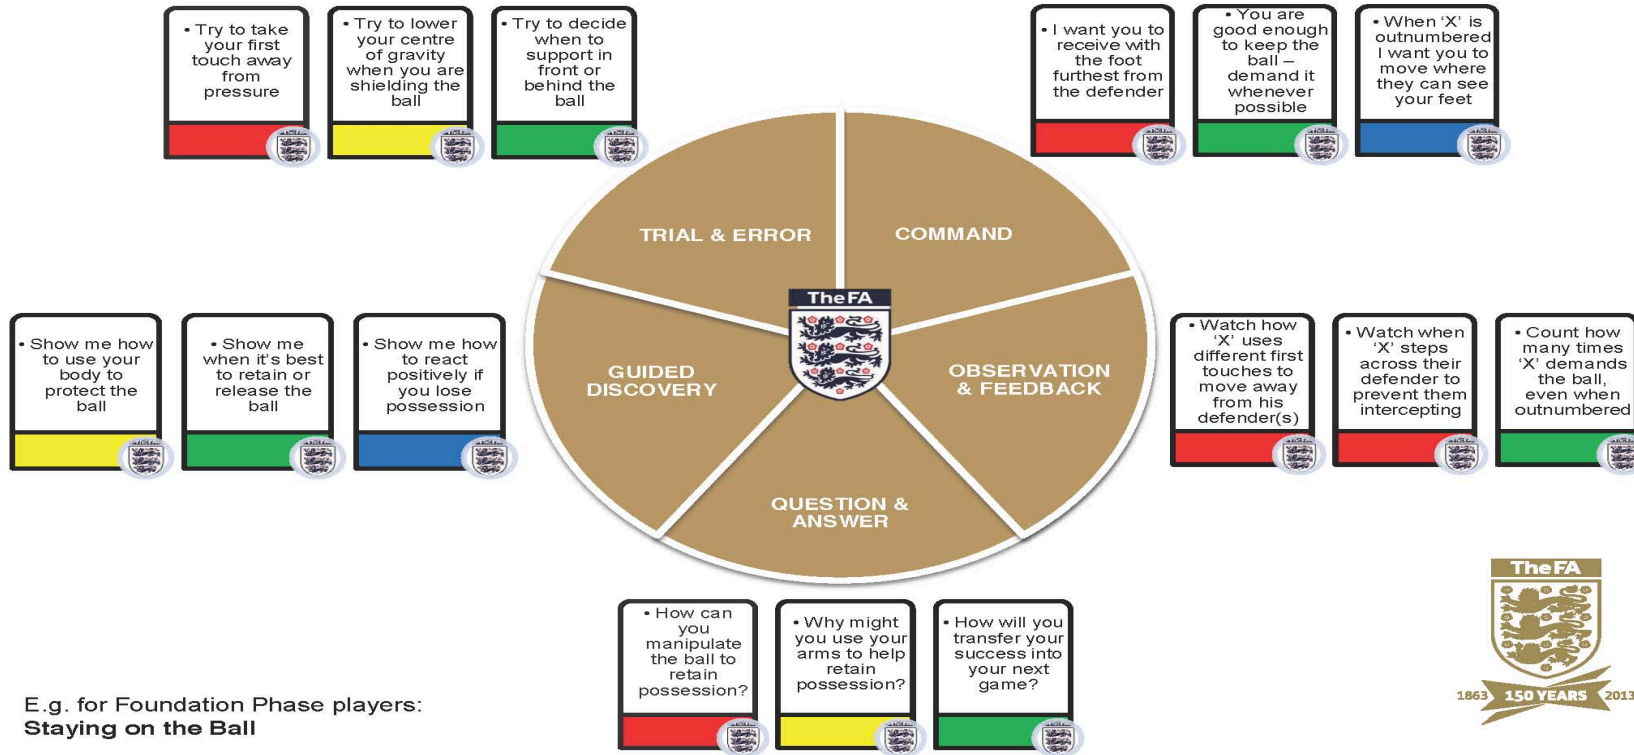 • Try to take
your first
touch away
from
pressure
• Try to lower
your centre
of gravity
when you are
shielding the
ball
• Try to decide
when to
support in
front or
behind the
ball
• I want you to
receive with
the foot
furthest from
the defender
• You are
good enough
to keep the
ball –
demand it
whenever
possible
• When 'X' is
outnumbered
I want you to
move where
they can see
your feet
TRIAL & ERROR
COMMAND
The FA
GUIDED
DISCOVERY
OBSERVATION
& FEEDBACK
QUESTION &
ANSWER
• Show me how
to use your
body to
protect the
ball
• Show me
when it's best
to retain or
release the
ball
• Show me how
to react
positively if
you lose
possession
• Watch how
'X' uses
different first
touches to
move away
from his
defender(s)
• Watch when
'X' steps
across their
defender to
prevent them
intercepting
• Count how
many times
'X' demands
the ball,
even when
outnumbered
• How can
you
manipulate
the ball to
retain
possession?
• Why might
you use your
arms to help
retain
possession?
• How will you
transfer your
success into
your next
game?
E.g. for Foundation Phase players:
Staying on the Ball
The FA
1863 150 YEARS 2013